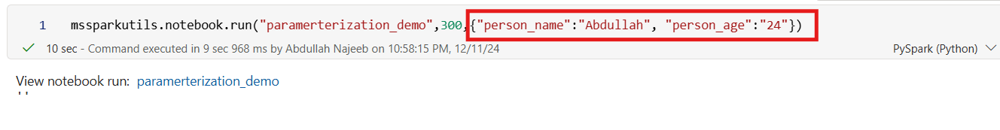 1 mssparkutils.notebook.run("paramerterization_demo",300,{"person_name":"Abdullah", "person_age":"24"})
10 sec - Command executed in 9 sec 968 ms by Abdullah Najeeb on 10:58:15 PM, 12/11/24 PySpark (Python)
View notebook run: paramerterization_demo
''